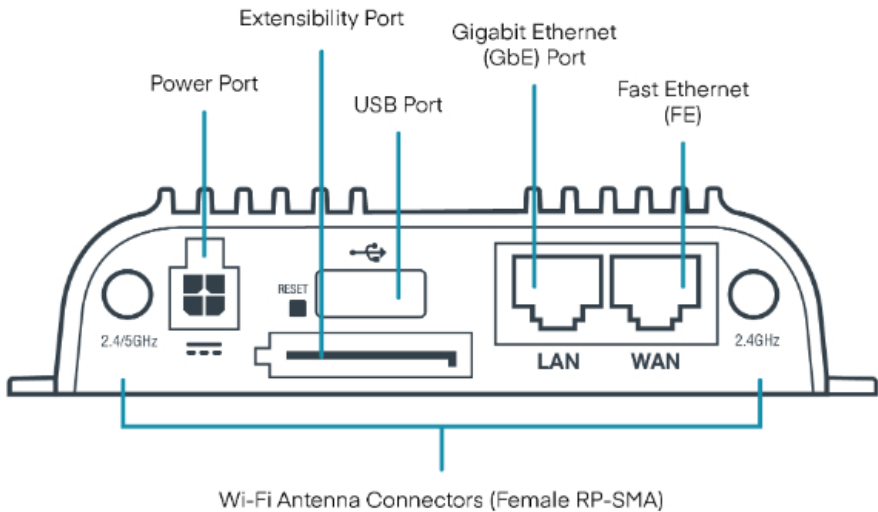 Extensibility Port
Gigabit Ethernet
(GbE) Port
Power Port
USB Port
Fast Ethernet
(FE)
RESET
2.4/5GHz
2.4GHz
LAN
WAN
Wi-Fi Antenna Connectors (Female RP-SMA)